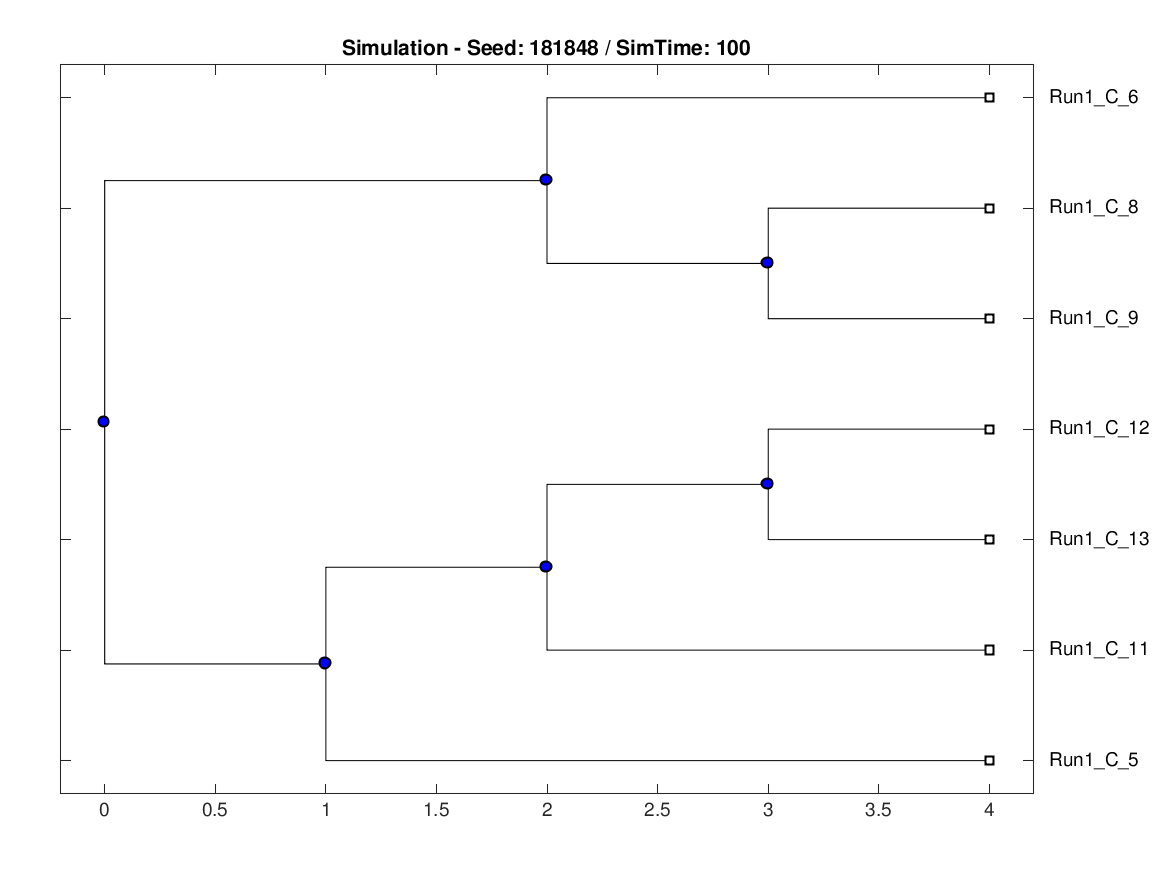 Simulation - Seed: 181848 / SimTime: 100
Run1_C_6
Run1_C_8
Run1_C_9
Run1_C_12
Run1_C_13
Run1_C_11
Run1_C_5
0 0.5 1 1.5 2 2.5 3 3.5 4